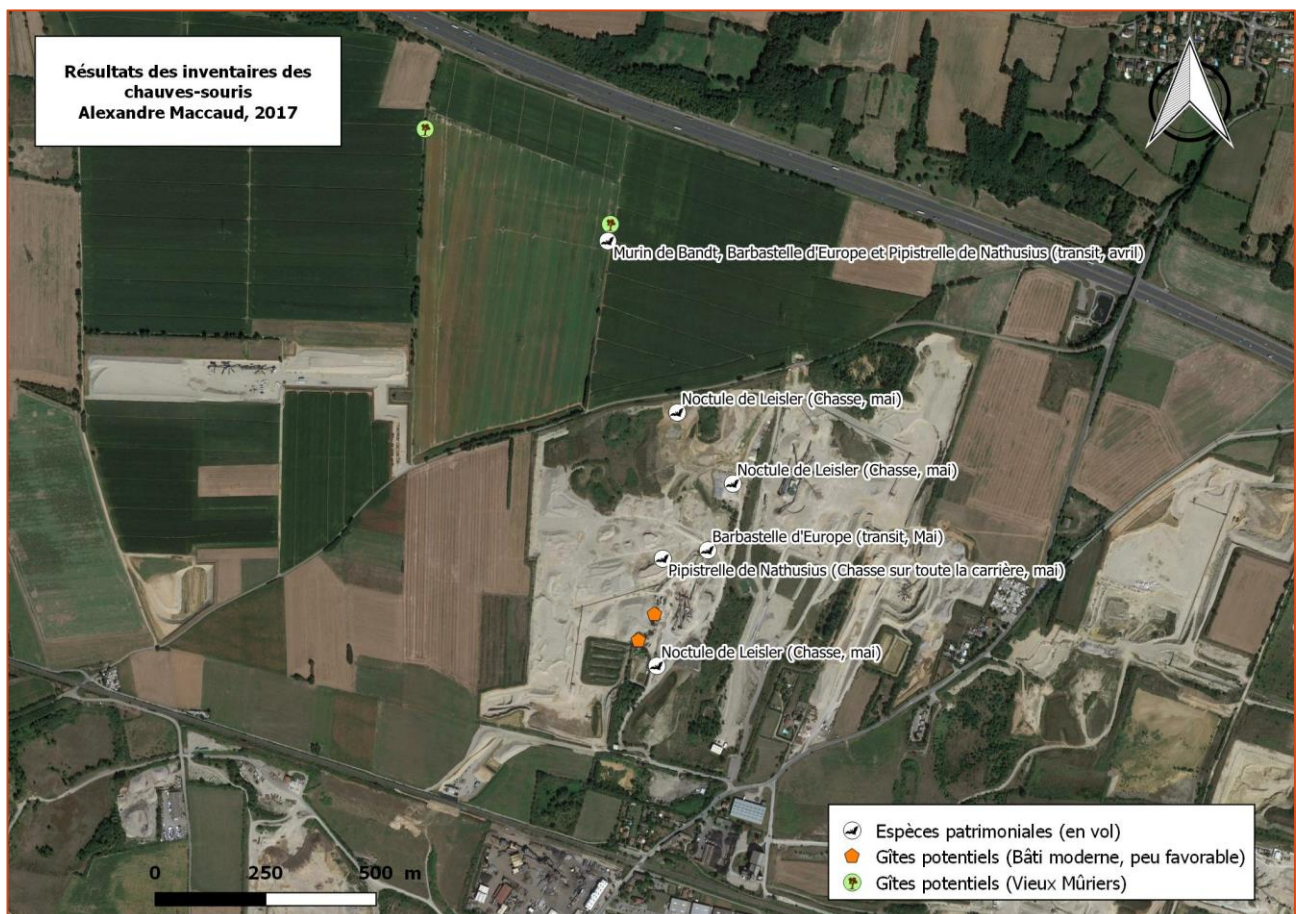 Résultats des inventaires des
chauves-souris
Alexandre Maccaud, 2017
Murin de Bandt, Barbastelle d'Europe et Pipistrelle de Nathusius (transit, avril)
Noctule de Leisler (Chasse, mai)
Noctule de Leisler (Chasse, mai)
Barbastelle d'Europe (transit, Mai)
Pipistrelle de Nathusius (Chasse sur toute la carrière, mai)
Noctule de Leisler (Chasse, mai)
Espèces patrimoniales (en vol)
Gîtes potentiels (Bâti moderne, peu favorable)
Gîtes potentiels (Vieux Mûriers)
0 250 500 m